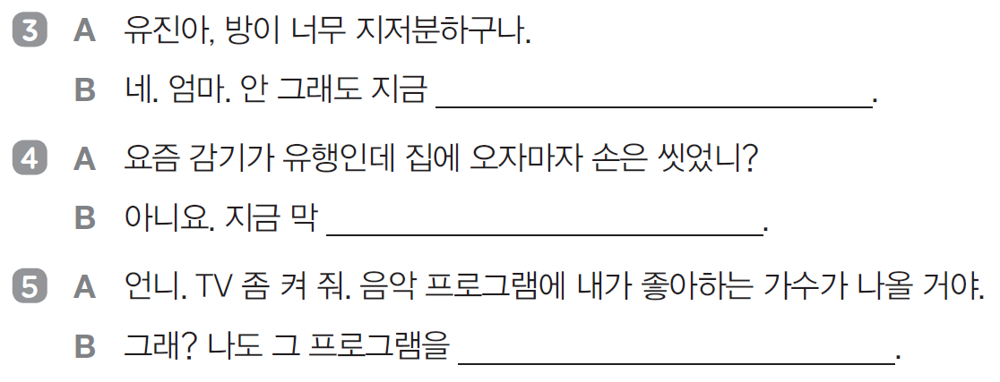 3 A 유진아, 방이 너무 지저분하구나.
B 네. 엄마. 안 그래도 지금 ____________________.
4 A 요즘 감기가 유행인데 집에 오자마자 손은 씻었니?
B 아니요. 지금 막 ____________________.
5 A 언니. TV 좀 켜 줘. 음악 프로그램에 내가 좋아하는 가수가 나올 거야.
B 그래? 나도 그 프로그램을 ____________________.